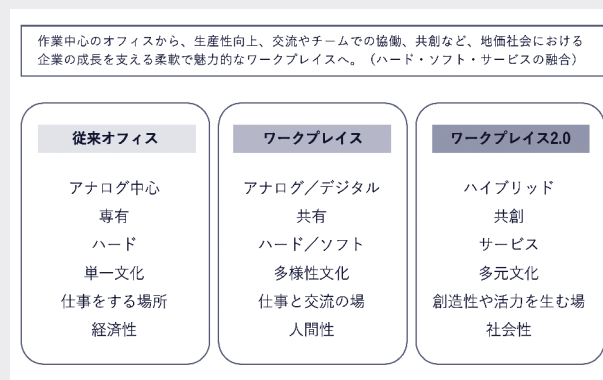 作業中心のオフィスから、生産性向上、交流やチームでの協働、共創など、地価社会における
企業の成長を支える柔軟で魅力的なワークプレイスへ。（ハード・ソフト・サービスの融合）
従来オフィス
アナログ中心
専有
ハード
単一文化
仕事をする場所
経済性
ワークプレイス
アナログ／デジタル
共有
ハード／ソフト
多様性文化
仕事と交流の場
人間性
ワークプレイス2.0
ハイブリッド
共創
サービス
多元文化
創造性や活力を生む場
社会性